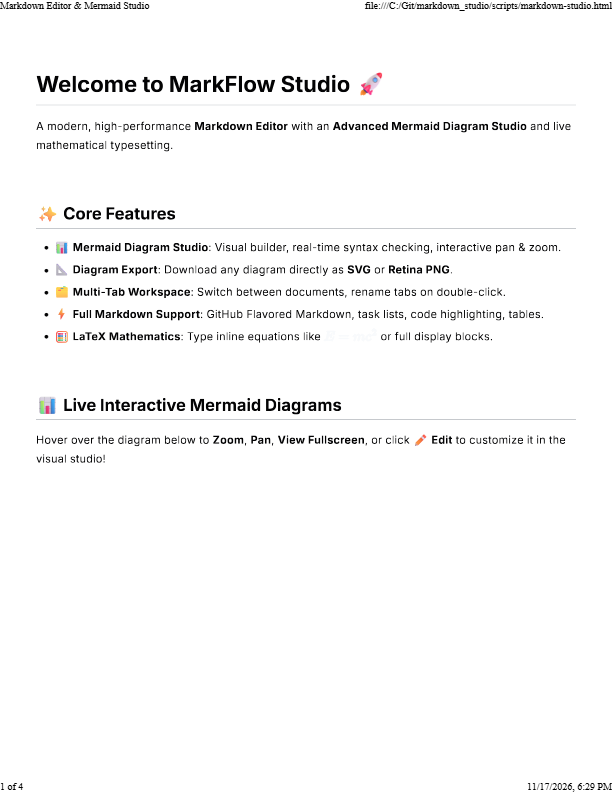 Markdown Editor & Mermaid Studio
file:///C:/Git/markdown_studio/scripts/markdown-studio.html
Welcome to MarkFlow Studio 🚀
A modern, high-performance Markdown Editor with an Advanced Mermaid Diagram Studio and live
mathematical typesetting.
✨ Core Features
• 📊 Mermaid Diagram Studio: Visual builder, real-time syntax checking, interactive pan & zoom.
• 📐 Diagram Export: Download any diagram directly as SVG or Retina PNG.
• 🗂️ Multi-Tab Workspace: Switch between documents, rename tabs on double-click.
• ⚡ Full Markdown Support: GitHub Flavored Markdown, task lists, code highlighting, tables.
• 🧮 LaTeX Mathematics: Type inline equations like or full display blocks.
📊 Live Interactive Mermaid Diagrams
Hover over the diagram below to Zoom, Pan, View Fullscreen, or click ✏️ Edit to customize it in the
visual studio!
1 of 4
11/17/2026, 6:29 PM